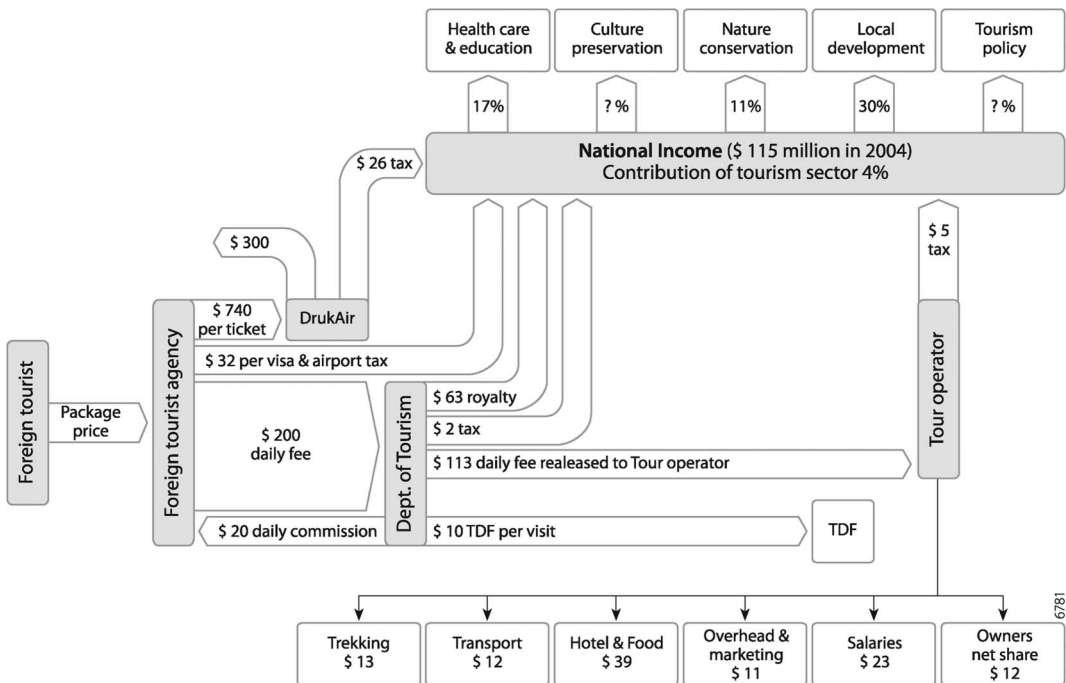 Health care
& education
Culture
preservation
Nature
conservation
Local
development
Tourism
policy
17%
? %
11%
30%
? %
National Income ($ 115 million in 2004)
Contribution of tourism sector 4%
$ 26 tax
$ 300
$ 5
tax
$ 740
per ticket
DrukAir
$ 32 per visa & airport tax
Foreign tourist
Package
price
Foreign tourist agency
$ 200
daily fee
Dept. of Tourism
$ 63 royalty
$ 2 tax
$ 113 daily fee realeased to Tour operator
Tour operator
$ 20 daily commission
$ 10 TDF per visit
TDF
Trekking
$ 13
Transport
$ 12
Hotel & Food
$ 39
Overhead &
marketing
$ 11
Salaries
$ 23
Owners
net share
$ 12
6781